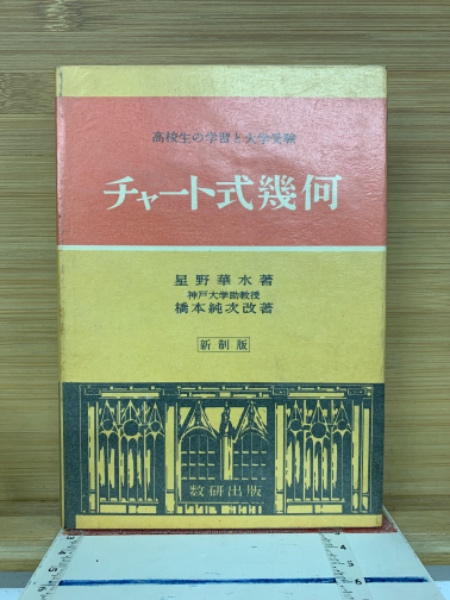 高校生の学習と大学受験
チャート式幾何
星野華水著
神戸大学助教授
橋本純次改著
新制版
数研出版